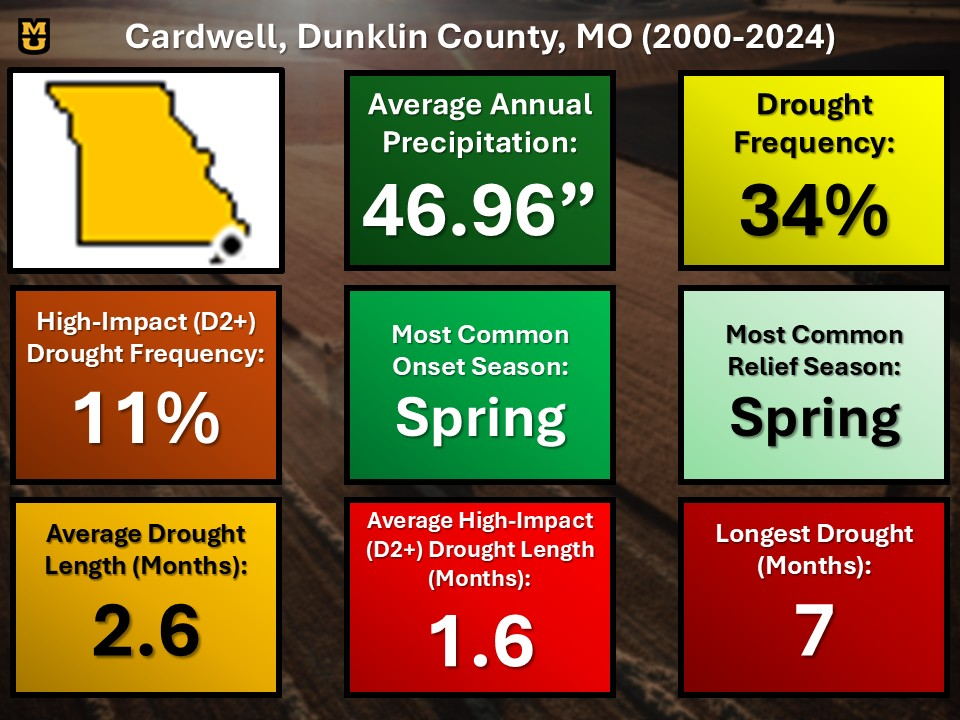 MU
Cardwell, Dunklin County, MO (2000-2024)
Average Annual
Precipitation:
46.96”
Drought
Frequency:
34%
High-Impact (D2+)
Drought Frequency:
11%
Most Common
Onset Season:
Spring
Most Common
Relief Season:
Spring
Average Drought
Length (Months):
2.6
Average High-Impact
(D2+) Drought Length
(Months):
1.6
Longest Drought
(Months):
7